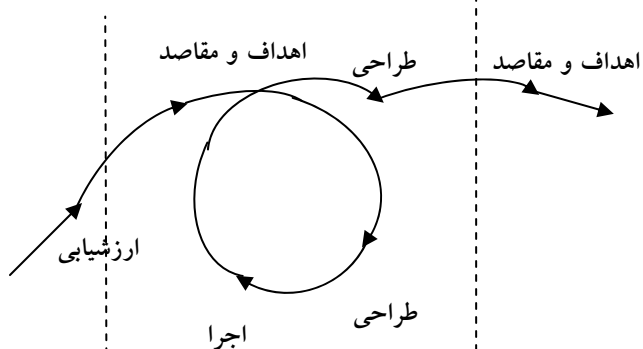 اهداف و مقاصد
طراحی
اهداف و مقاصد
ارزشیابی
طراحی
اجرا